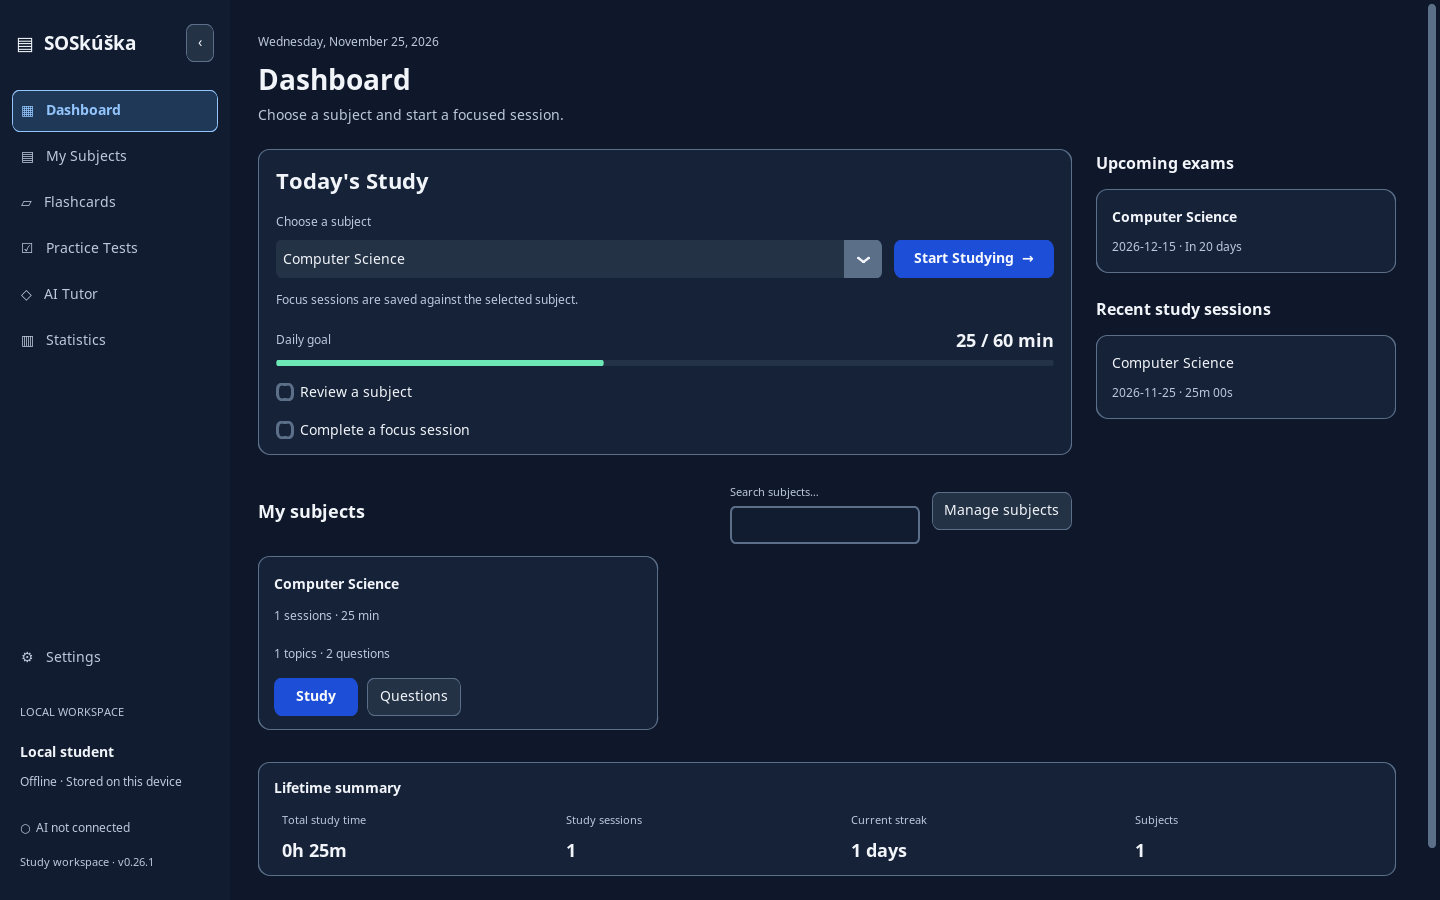 SOSkúška
‹
Dashboard
My Subjects
Flashcards
Practice Tests
AI Tutor
Statistics
Settings
LOCAL WORKSPACE
Local student
Offline · Stored on this device
AI not connected
Study workspace · v0.26.1
Wednesday, November 25, 2026
Dashboard
Choose a subject and start a focused session.
Today's Study
Choose a subject
Computer Science
Start Studying →
Focus sessions are saved against the selected subject.
Daily goal
25 / 60 min
Review a subject
Complete a focus session
Upcoming exams
Computer Science
2026-12-15 · In 20 days
Recent study sessions
Computer Science
2026-11-25 · 25m 00s
My subjects
Search subjects...
Manage subjects
Computer Science
1 sessions · 25 min
1 topics · 2 questions
Study
Questions
Lifetime summary
Total study time
0h 25m
Study sessions
1
Current streak
1 days
Subjects
1